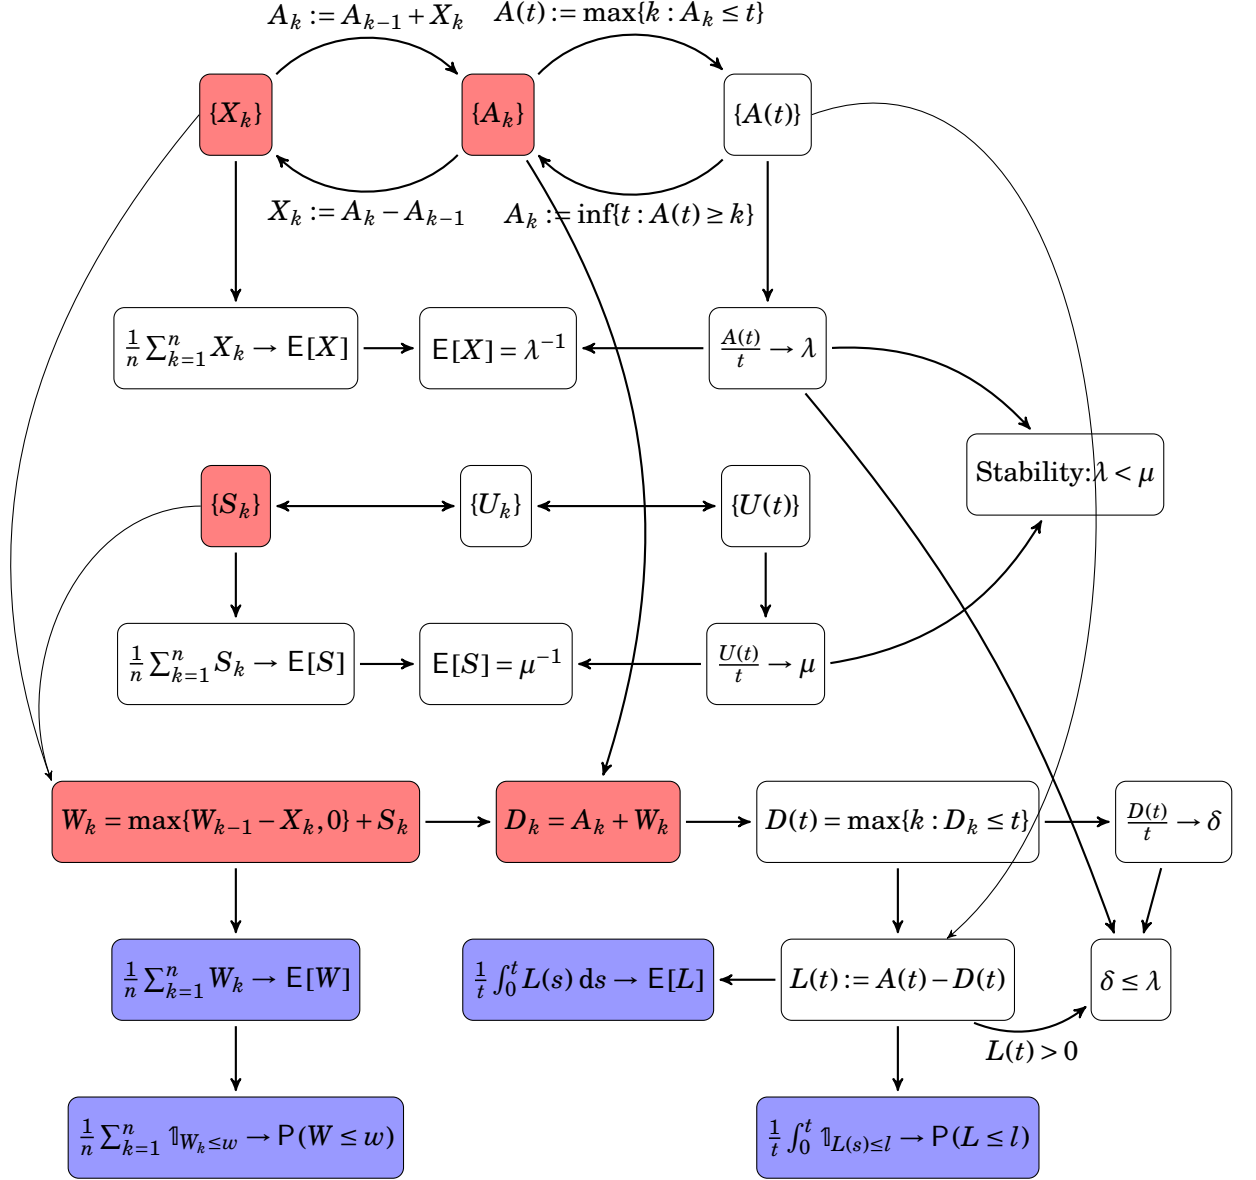 A_k := A_{k−1} + X_k
A(t) := max{k : A_k ≤ t}
{X_k}
{A_k}
{A(t)}
X_k := A_k − A_{k−1}
A_k := inf{t : A(t) ≥ k}
1/n ∑_{k=1}^n X_k → E[X]
E[X] = λ^{−1}
A(t)/t → λ
Stability: λ < μ
{S_k}
{U_k}
{U(t)}
1/n ∑_{k=1}^n S_k → E[S]
E[S] = μ^{−1}
U(t)/t → μ
W_k = max{W_{k−1} − X_k, 0} + S_k
D_k = A_k + W_k
D(t) = max{k : D_k ≤ t}
D(t)/t → δ
1/n ∑_{k=1}^n W_k → E[W]
1/t ∫_0^t L(s) ds → E[L]
L(t) := A(t) − D(t)
δ ≤ λ
L(t) > 0
1/n ∑_{k=1}^n 𝟙_{W_k ≤ w} → P(W ≤ w)
1/t ∫_0^t 𝟙_{L(s) ≤ l} → P(L ≤ l)